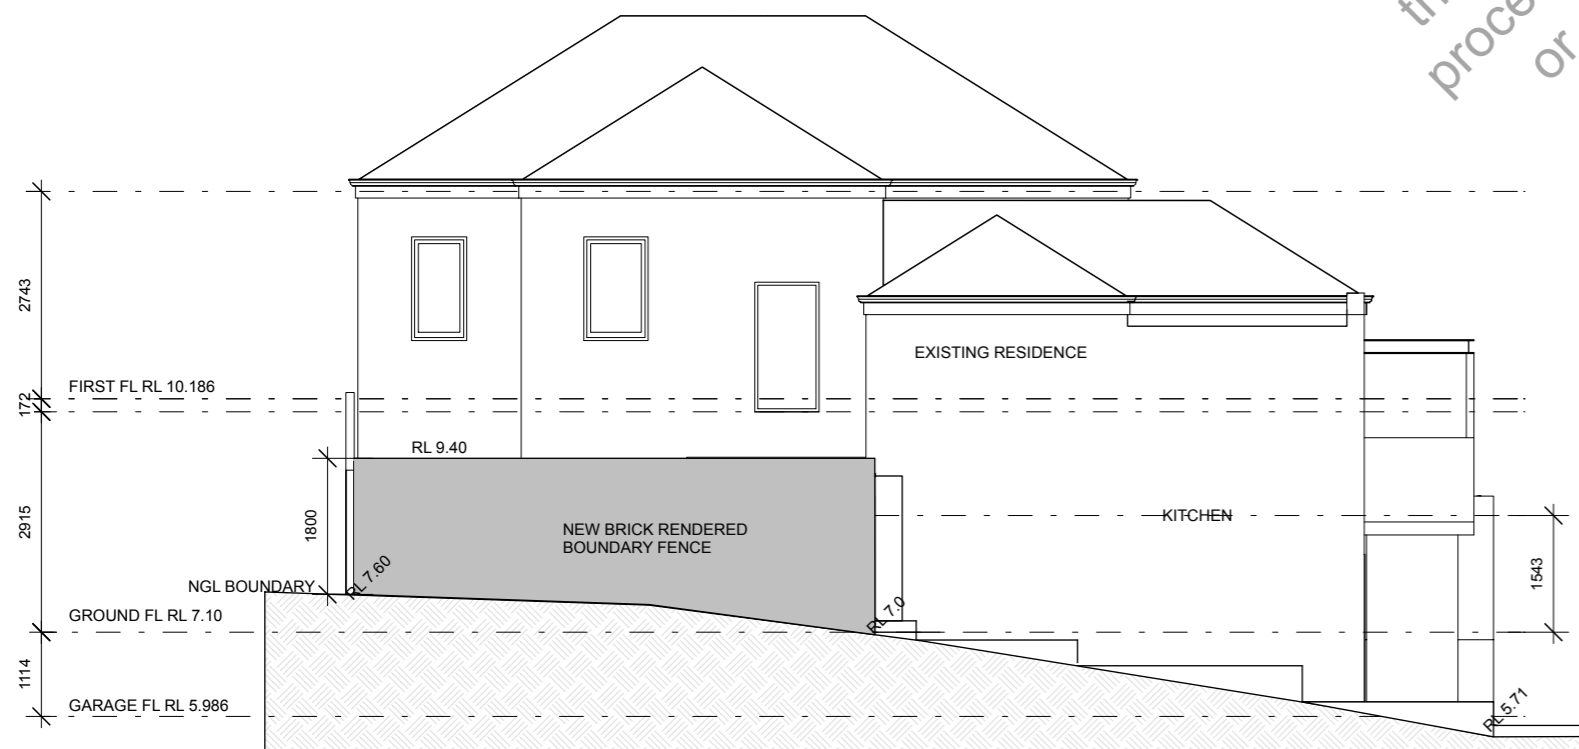 proce
or
2743
FIRST FL RL 10.186
172
EXISTING RESIDENCE
RL 9.40
2915
1800
NEW BRICK RENDERED
BOUNDARY FENCE
KITCHEN
1543
NGL BOUNDARY
RL 7.60
GROUND FL RL 7.10
RL 7.0
1114
GARAGE FL RL 5.986
RL 5.71